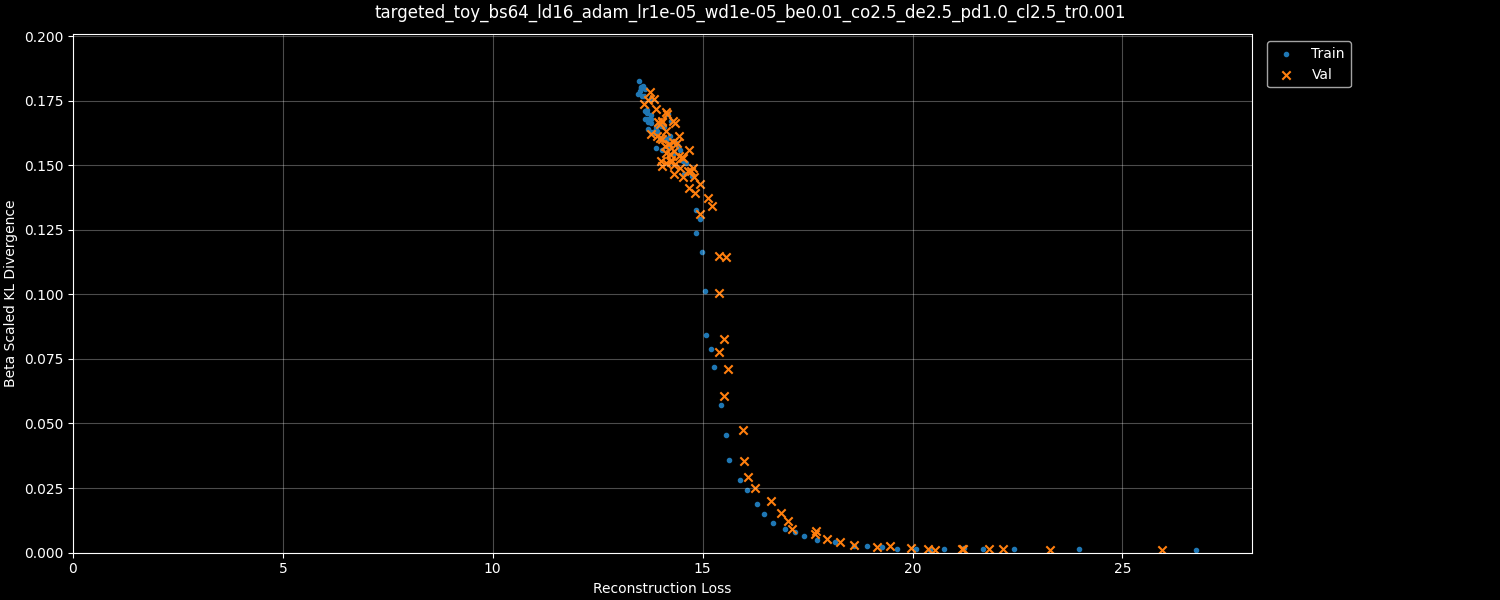 targeted_toy_bs64_ld16_adam_lr1e-05_wd1e-05_be0.01_co2.5_de2.5_pd1.0_cl2.5_tr0.001
0.200
0.175
0.150
0.125
0.100
0.075
0.050
0.025
0.000
Beta Scaled KL Divergence
0 5 10 15 20 25
Reconstruction Loss
Train
Val